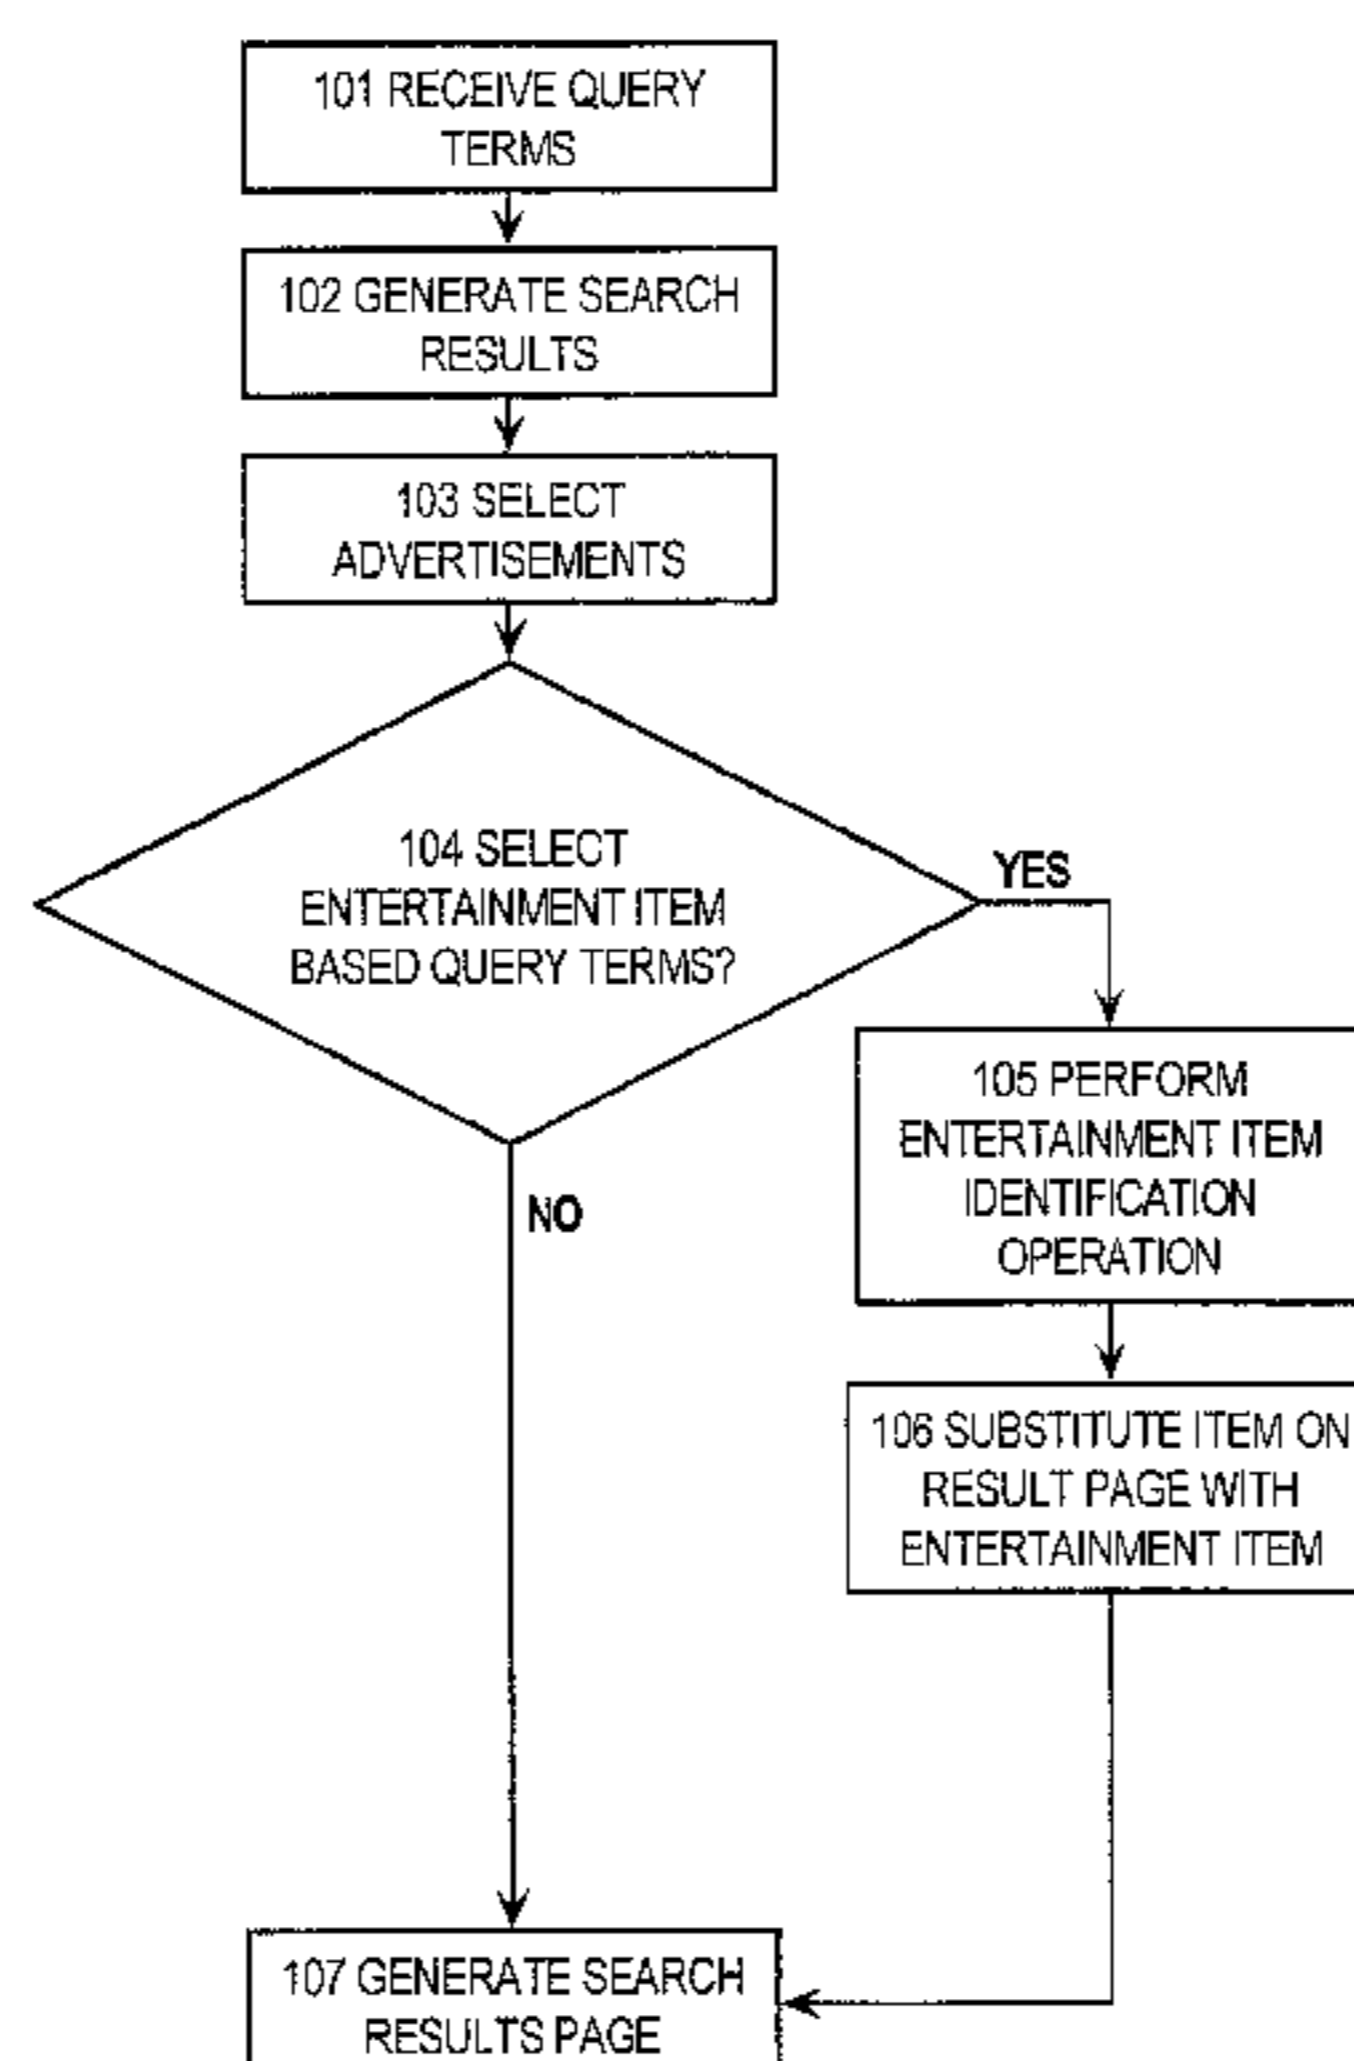 101 RECEIVE QUERY
TERMS
102 GENERATE SEARCH
RESULTS
103 SELECT
ADVERTISEMENTS
104 SELECT
ENTERTAINMENT ITEM
BASED QUERY TERMS?
YES
105 PERFORM
ENTERTAINMENT ITEM
IDENTIFICATION
OPERATION
NO
106 SUBSTITUTE ITEM ON
RESULT PAGE WITH
ENTERTAINMENT ITEM
107 GENERATE SEARCH
RESULTS PAGE